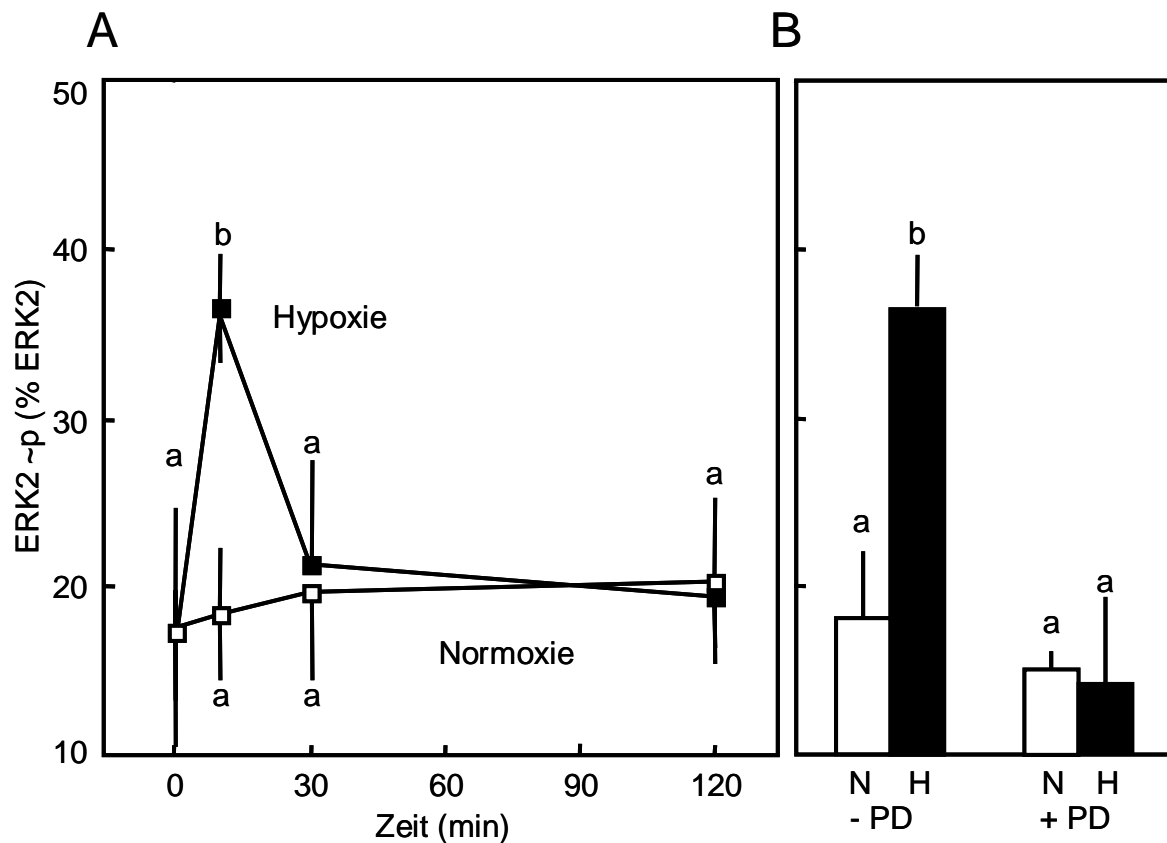 A
B
50
40
30
20
10
ERK2 ~p (% ERK2)
b
Hypoxie
a
a
a
a
a
Normoxie
0
30
60
90
120
Zeit (min)
b
a
a
a
N H
N H
- PD
+ PD